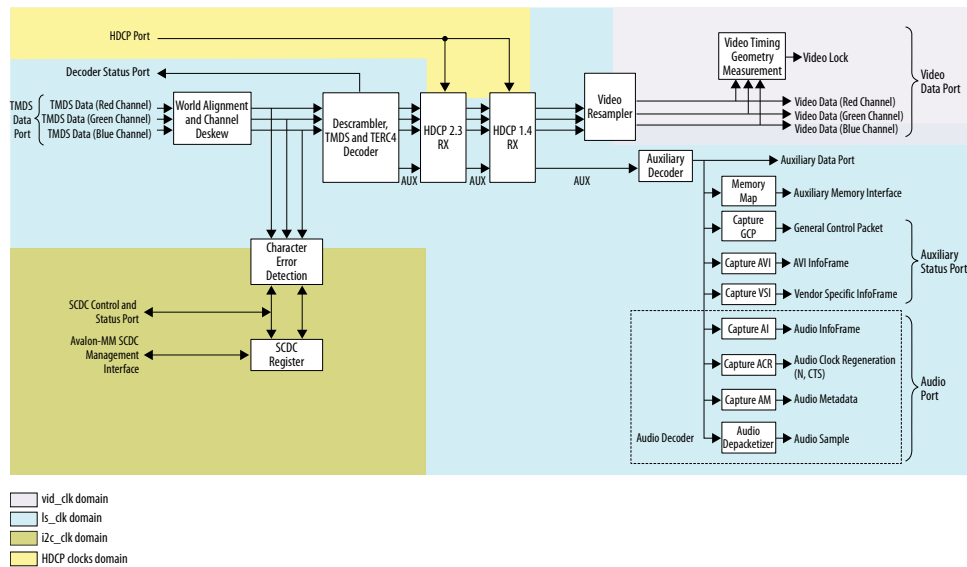 HDCP Port
Decoder Status Port
TMDS
Data
Port
TMDS Data (Red Channel)
TMDS Data (Green Channel)
TMDS Data (Blue Channel)
World Alignment
and Channel
Deskew
Descrambler,
TMDS and TERC4
Decoder
AUX
HDCP 2.3
RX
AUX
HDCP 1.4
RX
AUX
Video
Resampler
Video Timing
Geometry
Measurement
Video Lock
Video Data (Red Channel)
Video Data (Green Channel)
Video Data (Blue Channel)
Video
Data Port
Auxiliary
Decoder
Auxiliary Data Port
Memory
Map
Auxiliary Memory Interface
Capture
GCP
General Control Packet
Capture AVI
AVI InfoFrame
Capture VSI
Vendor Specific InfoFrame
Auxiliary
Status Port
Capture AI
Audio InfoFrame
Capture ACR
Audio Clock Regeneration
(N, CTS)
Capture AM
Audio Metadata
Audio
Depacketizer
Audio Sample
Audio Decoder
Audio
Port
Character
Error
Detection
SCDC Control and
Status Port
Avalon-MM SCDC
Management
Interface
SCDC
Register
vid_clk domain
ls_clk domain
i2c_clk domain
HDCP clocks domain